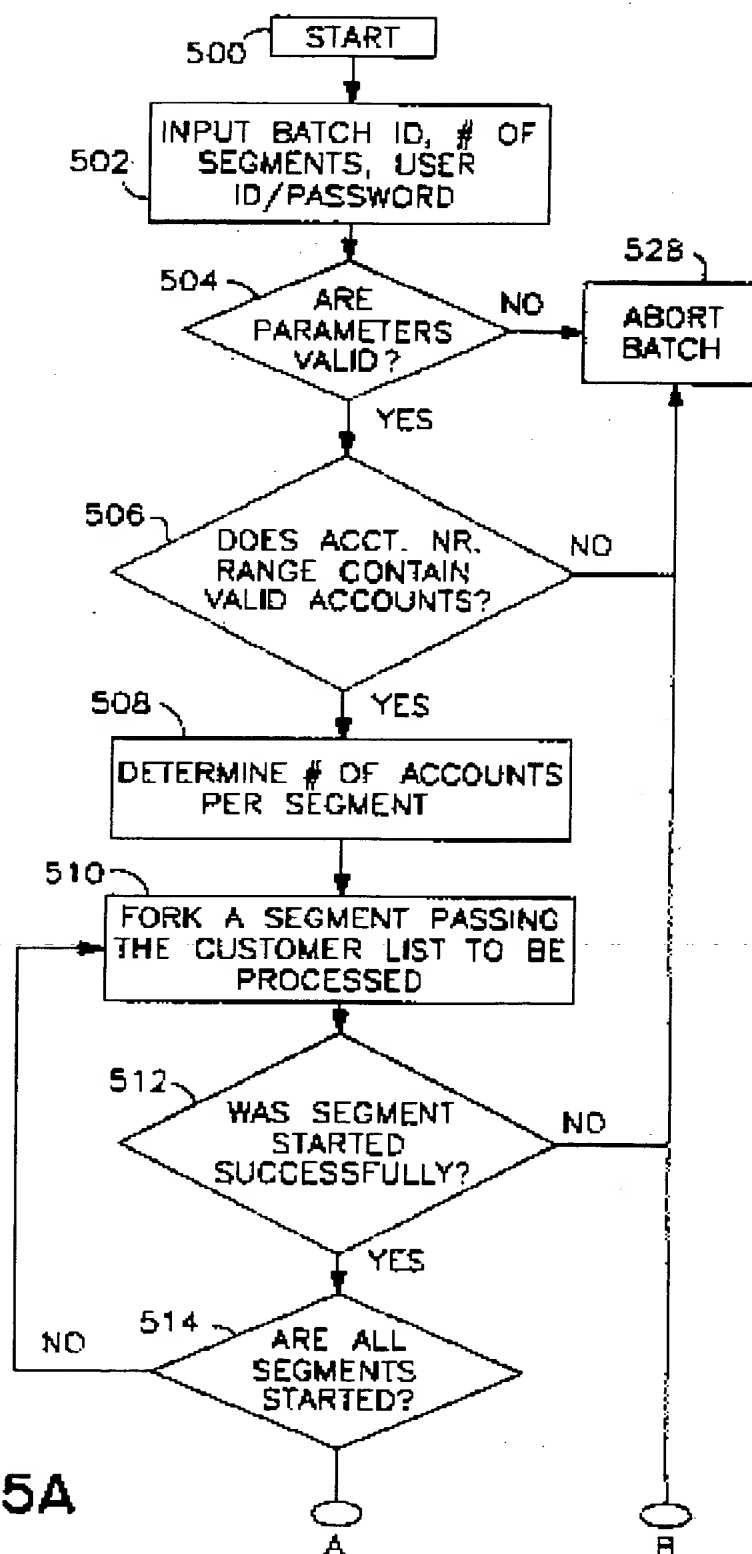 500
START
502
INPUT BATCH ID, # OF
SEGMENTS, USER
ID/PASSWORD
504
ARE
PARAMETERS
VALID?
NO
528
ABORT
BATCH
YES
506
DOES ACCT. NR.
RANGE CONTAIN
VALID ACCOUNTS?
NO
YES
508
DETERMINE # OF ACCOUNTS
PER SEGMENT
510
FORK A SEGMENT PASSING
THE CUSTOMER LIST TO BE
PROCESSED
512
WAS SEGMENT
STARTED
SUCCESSFULLY?
NO
YES
514
NO
ARE ALL
SEGMENTS
STARTED?
5A
A
B